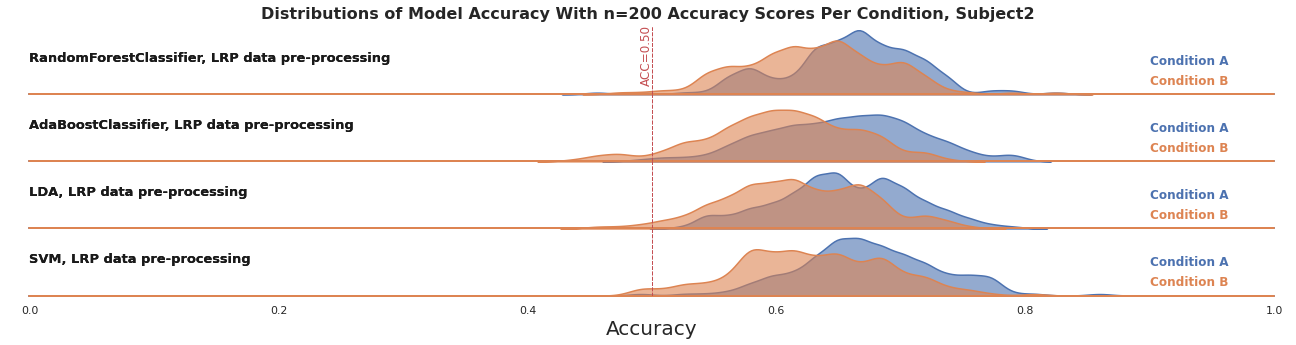 Distributions of Model Accuracy With n=200 Accuracy Scores Per Condition, Subject2
ACC=0.50
RandomForestClassifier, LRP data pre-processing
Condition A
Condition B
AdaBoostClassifier, LRP data pre-processing
Condition A
Condition B
LDA, LRP data pre-processing
Condition A
Condition B
SVM, LRP data pre-processing
Condition A
Condition B
0.0 0.2 0.4 0.6 0.8 1.0
Accuracy